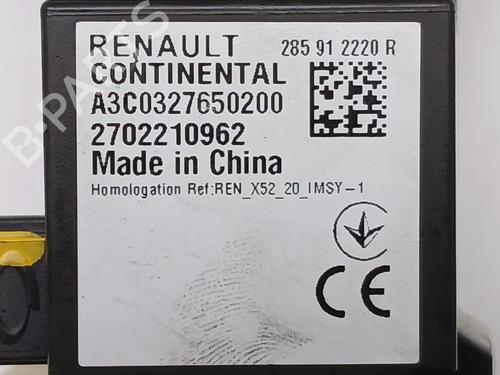 RENAULT 285 91 2220 R
CONTINENTAL
A3C0327650200
2702210962
Made in China
Homologation Ref:REN_X52_20_IMSY-1
CE
B-PARTS